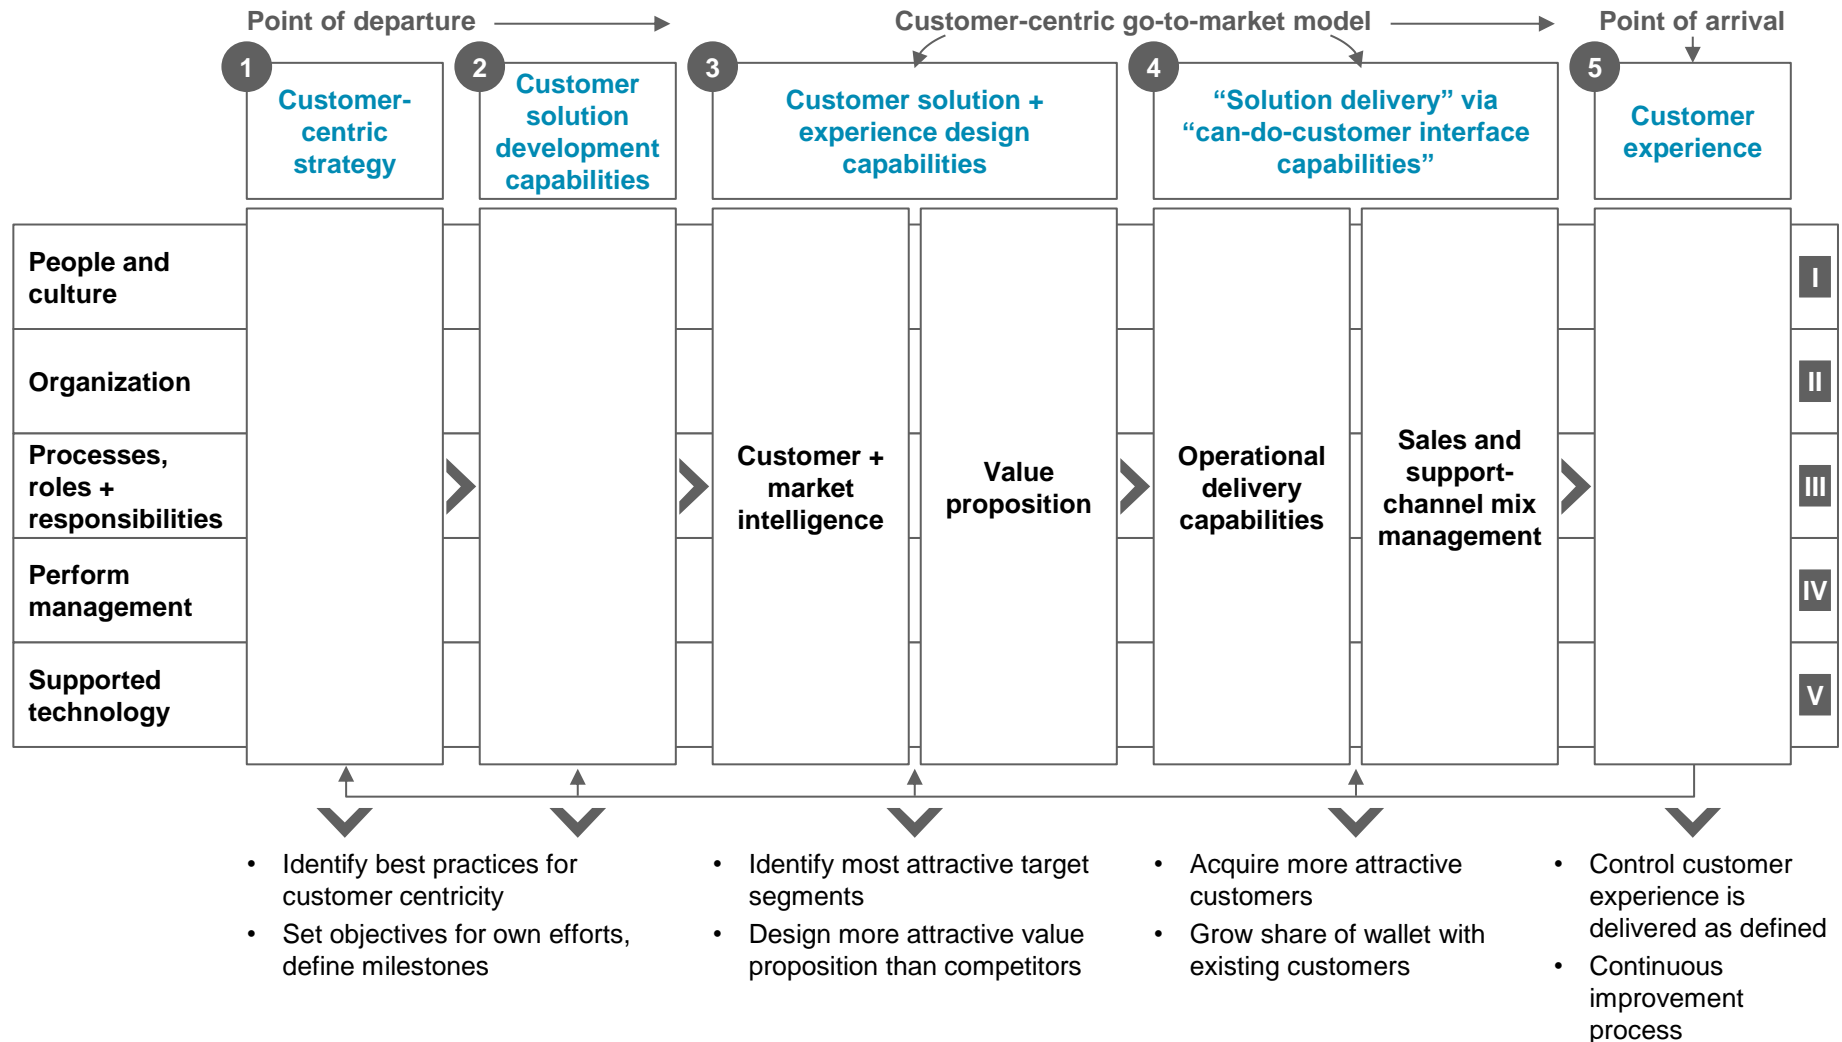 Point of departure
Customer-centric go-to-market model
Point of arrival
1
Customer-
centric
strategy
2
Customer
solution
development
capabilities
3
Customer solution +
experience design
capabilities
4
“Solution delivery” via
“can-do-customer interface
capabilities”
5
Customer
experience
People and
culture
I
Organization
II
Processes,
roles +
responsibilities
III
Perform
management
IV
Supported
technology
V
Customer +
market
intelligence
Value
proposition
Operational
delivery
capabilities
Sales and
support-
channel mix
management
• Identify best practices for
customer centricity
• Set objectives for own efforts,
define milestones
• Identify most attractive target
segments
• Design more attractive value
proposition than competitors
• Acquire more attractive
customers
• Grow share of wallet with
existing customers
• Control customer
experience is
delivered as defined
• Continuous
improvement
process